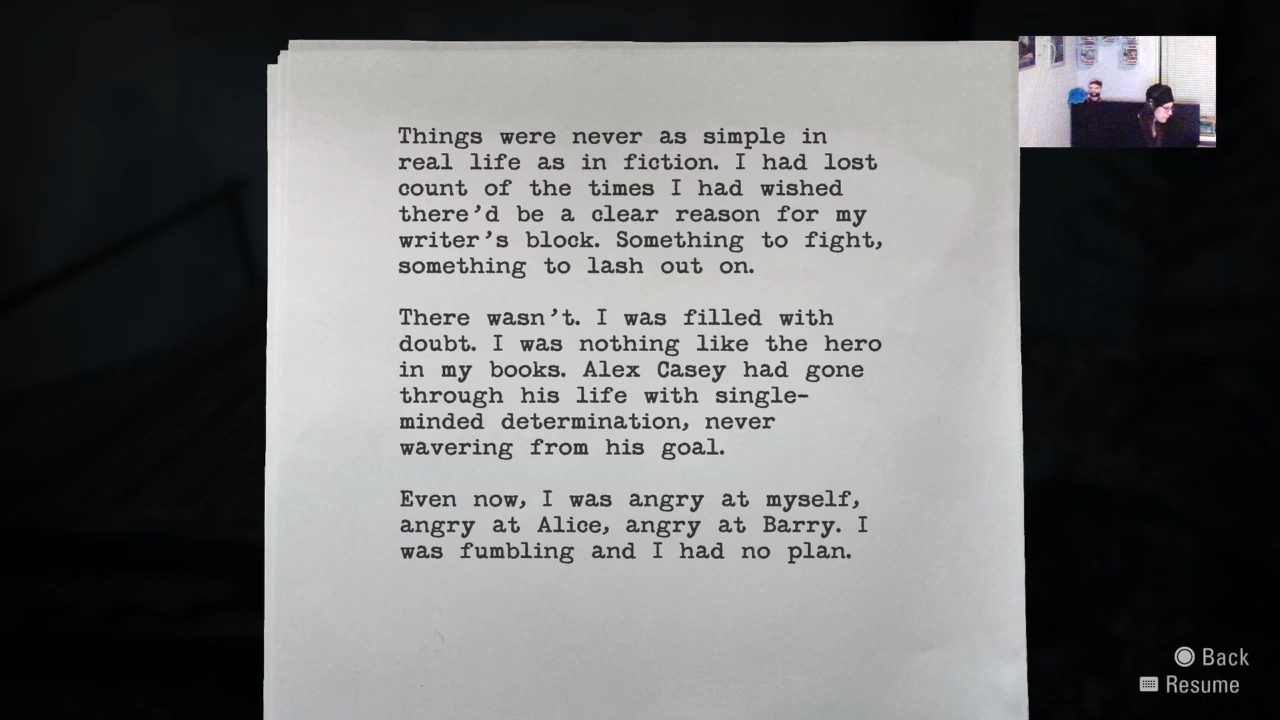 Things were never as simple in
real life as in fiction. I had lost
count of the times I had wished
there'd be a clear reason for my
writer's block. Something to fight,
something to lash out on.
There wasn't. I was filled with
doubt. I was nothing like the hero
in my books. Alex Casey had gone
through his life with single-
minded determination, never
wavering from his goal.
Even now, I was angry at myself,
angry at Alice, angry at Barry. I
was fumbling and I had no plan.
Back
Resume